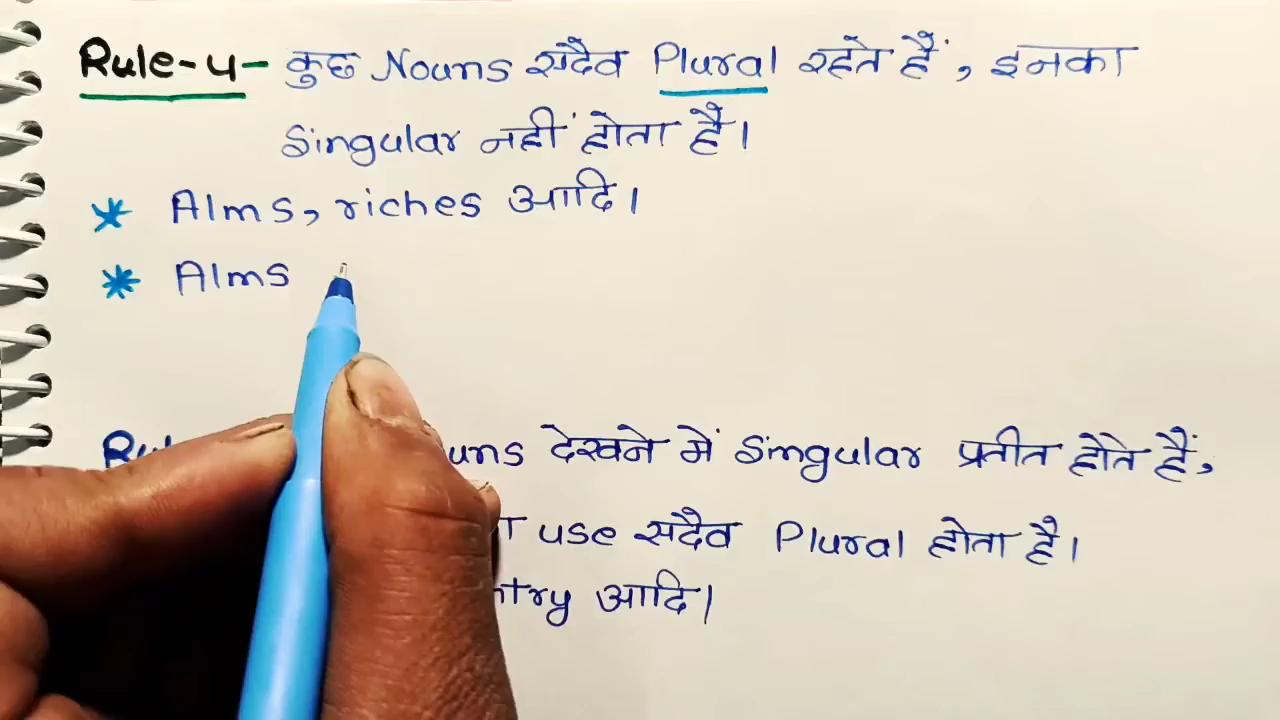 Rule-4- कुछ Nouns सदैव Plural रहते हैं, इनका
Singular नहीं होता है।
* Alms, riches आदि।
* Alms
देखने में Singular प्रतीत होते हैं,
use सदैव Plural होता है।
आदि।